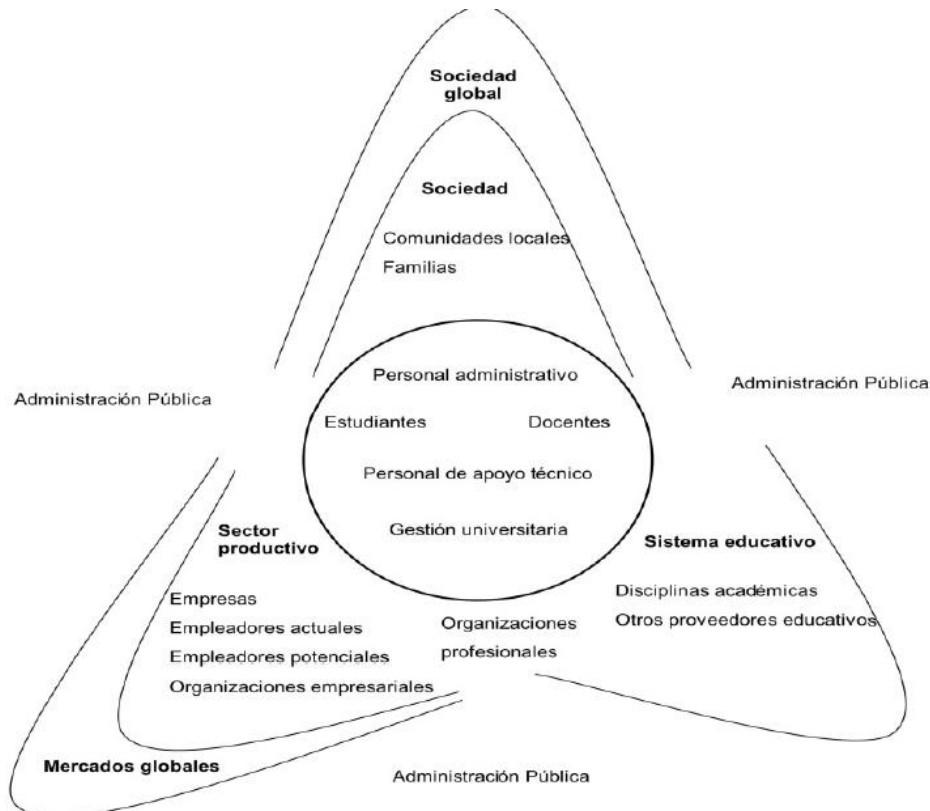 Sociedad
global
Sociedad
Comunidades locales
Familias
Personal administrativo
Administración Pública
Administración Pública
Estudiantes
Docentes
Personal de apoyo técnico
Gestión universitaria
Sector
productivo
Sistema educativo
Empresas
Empleadores actuales
Empleadores potenciales
Organizaciones empresariales
Organizaciones
profesionales
Disciplinas académicas
Otros proveedores educativos
Mercados globales
Administración Pública